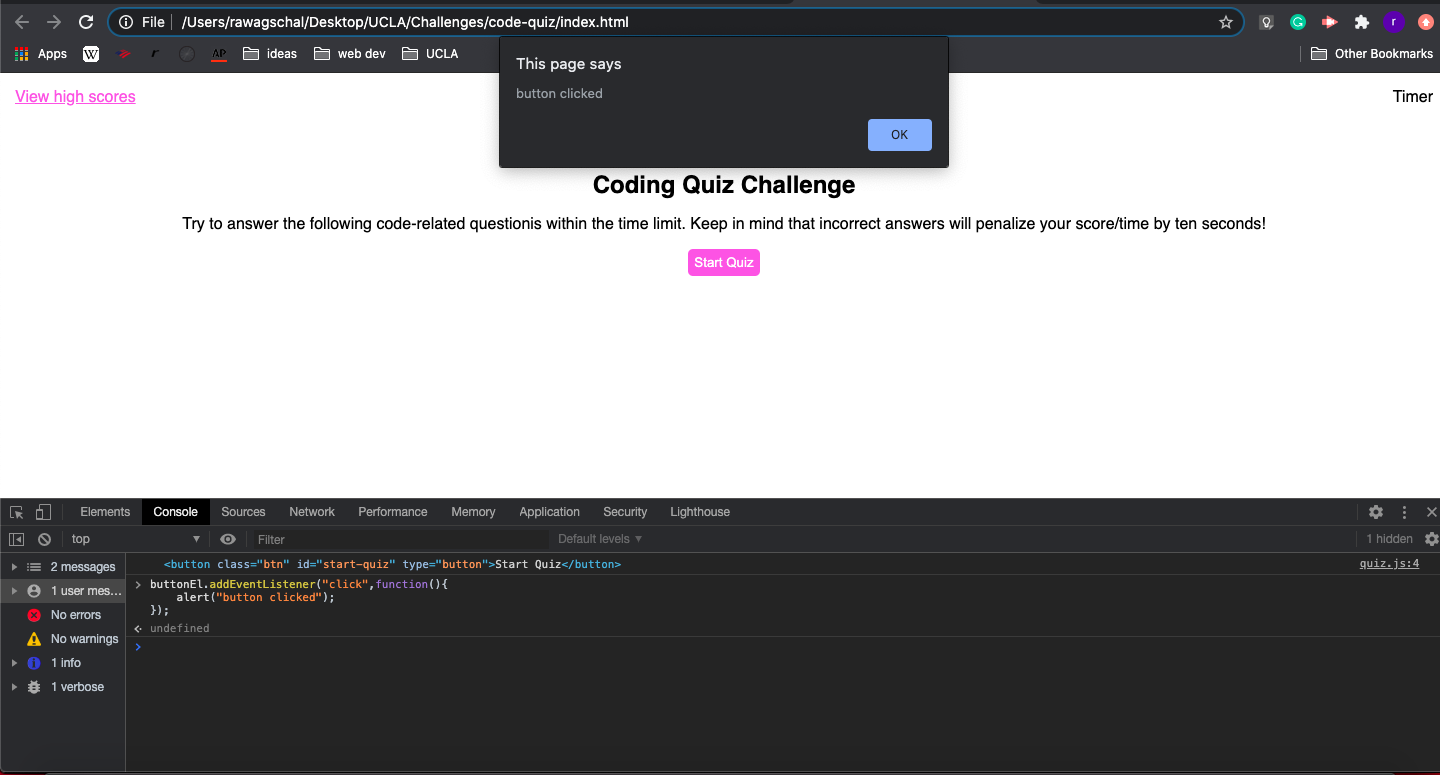 File /Users/rawagschal/Desktop/UCLA/Challenges/code-quiz/index.html r
Apps W r AP ideas web dev UCLA Other Bookmarks
This page says
button clicked
OK
View high scores
Timer
Coding Quiz Challenge
Try to answer the following code-related questionis within the time limit. Keep in mind that incorrect answers will penalize your score/time by ten seconds!
Start Quiz
Elements Console Sources Network Performance Memory Application Security Lighthouse
top Filter Default levels 1 hidden
2 messages
1 user mes...
No errors
No warnings
1 info
1 verbose
<button class="btn" id="start-quiz" type="button">Start Quiz</button> quiz.js:4
buttonEl.addEventListener("click",function(){
alert("button clicked");
});
undefined